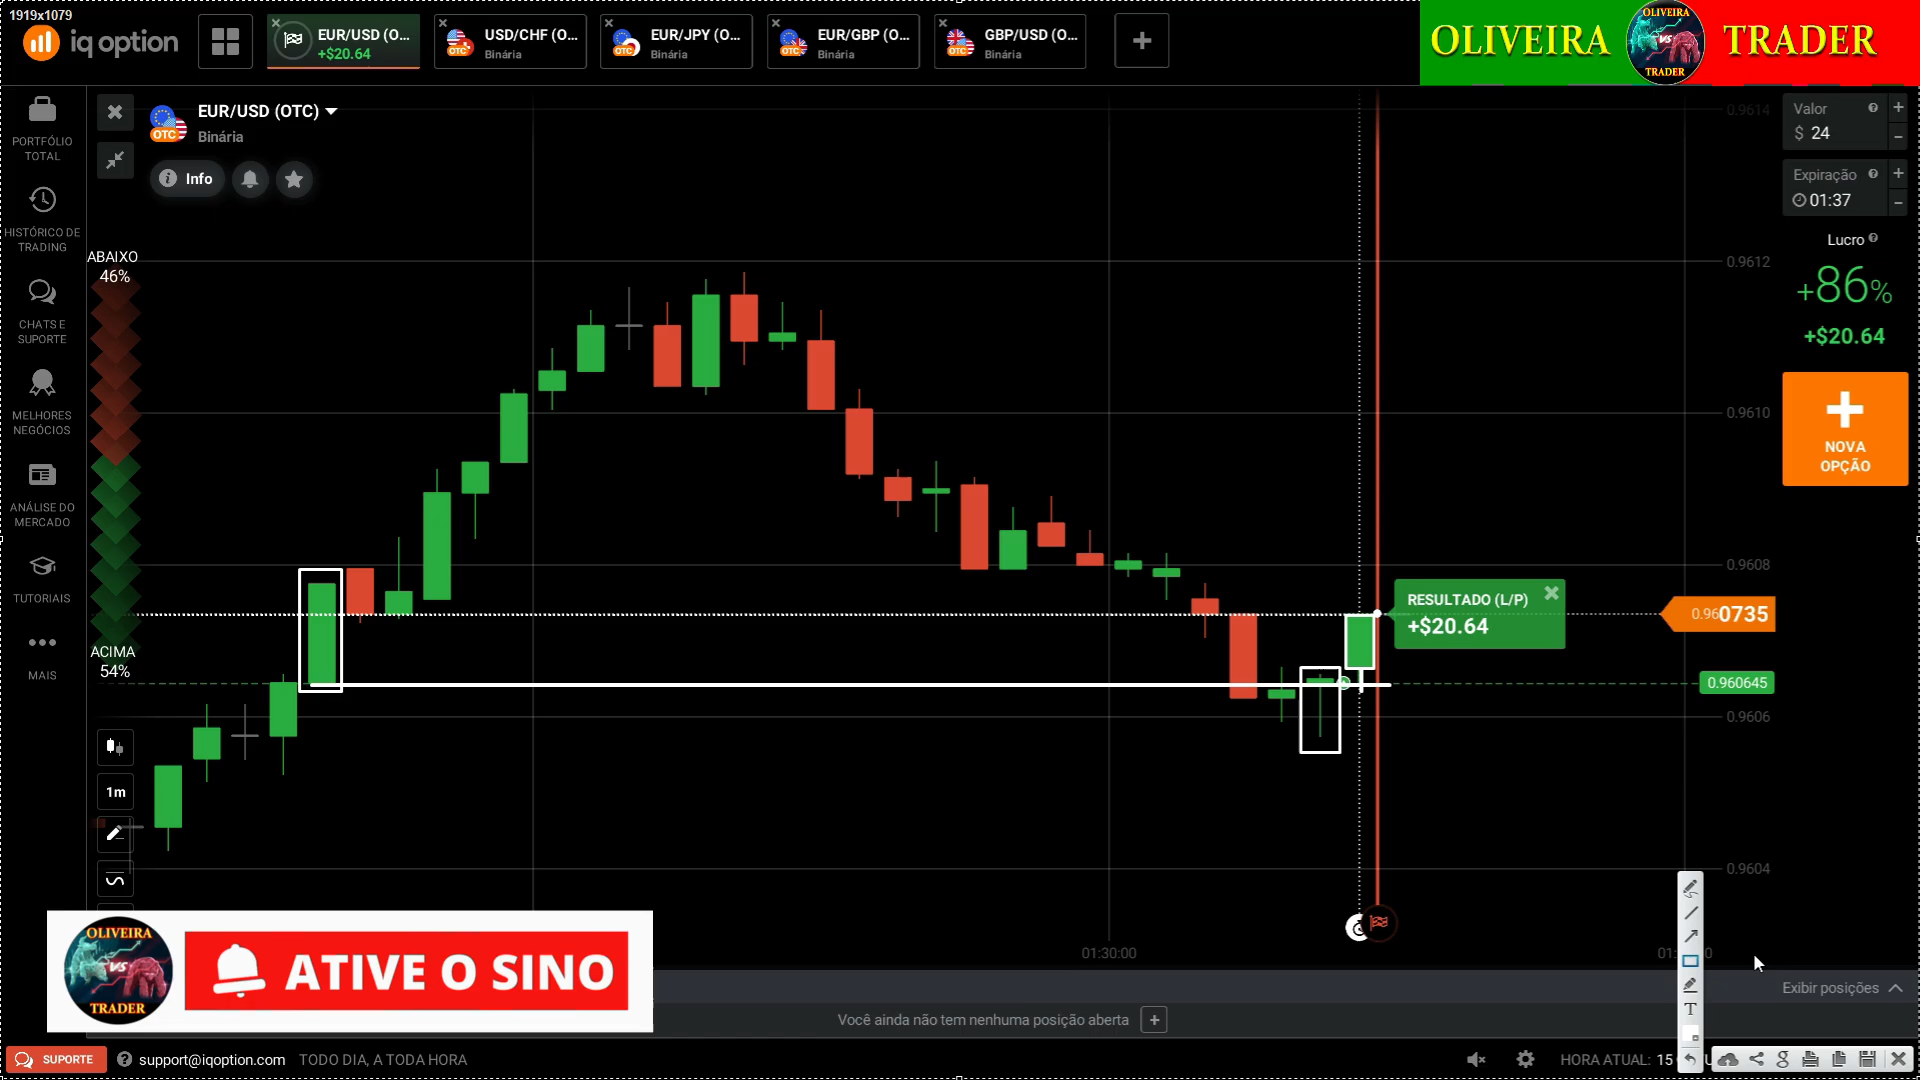 1919x1079
iq option
EUR/USD (O...
+$20.64
USD/CHF (O...
Binária
EUR/JPY (O...
Binária
EUR/GBP (O...
Binária
GBP/USD (O...
Binária
OLIVEIRA
OLIVEIRA
VS
TRADER
TRADER
PORTFÓLIO
TOTAL
HISTÓRICO DE
TRADING
CHATS E
SUPORTE
MELHORES
NEGÓCIOS
ANÁLISE DO
MERCADO
TUTORIAIS
MAIS
EUR/USD (OTC)
Binária
OTC
Info
ABAIXO
46%
ACIMA
54%
1m
0.9614
0.9612
0.9610
0.9608
0.960735
0.960645
0.9606
0.9604
RESULTADO (L/P)
+$20.64
Valor
$ 24
Expiração
01:37
Lucro
+86%
+$20.64
NOVA
OPÇÃO
01:30:00
OLIVEIRA
VS
TRADER
ATIVE O SINO
Exibir posições
Você ainda não tem nenhuma posição aberta
SUPORTE
support@iqoption.com
TODO DIA, A TODA HORA
HORA ATUAL: 15